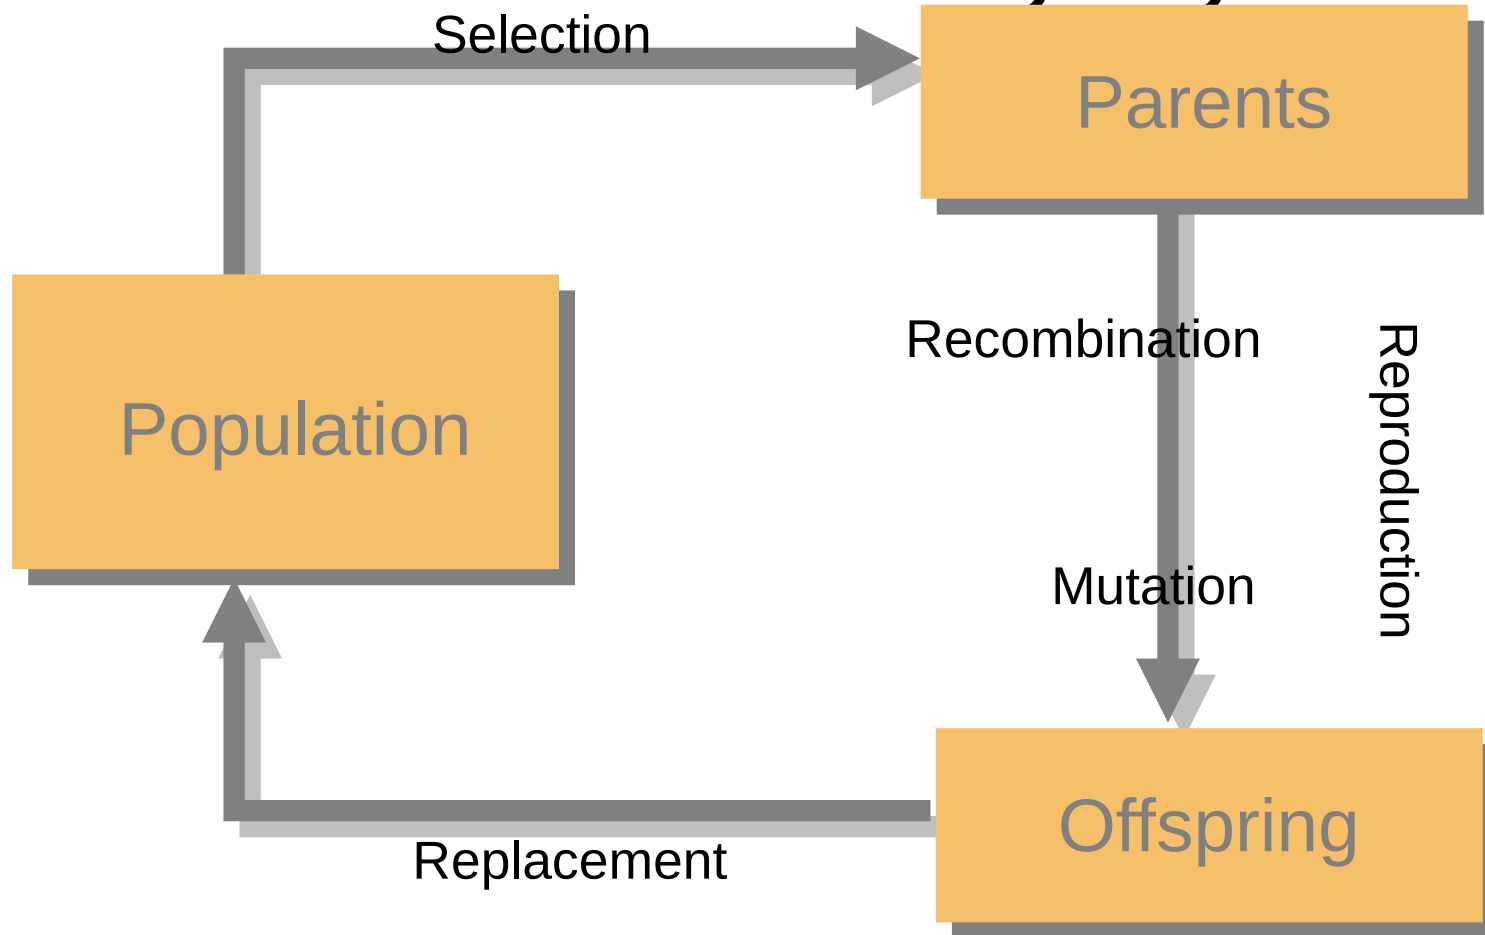 Selection
Parents
Recombination
Reproduction
Population
Mutation
Offspring
Replacement